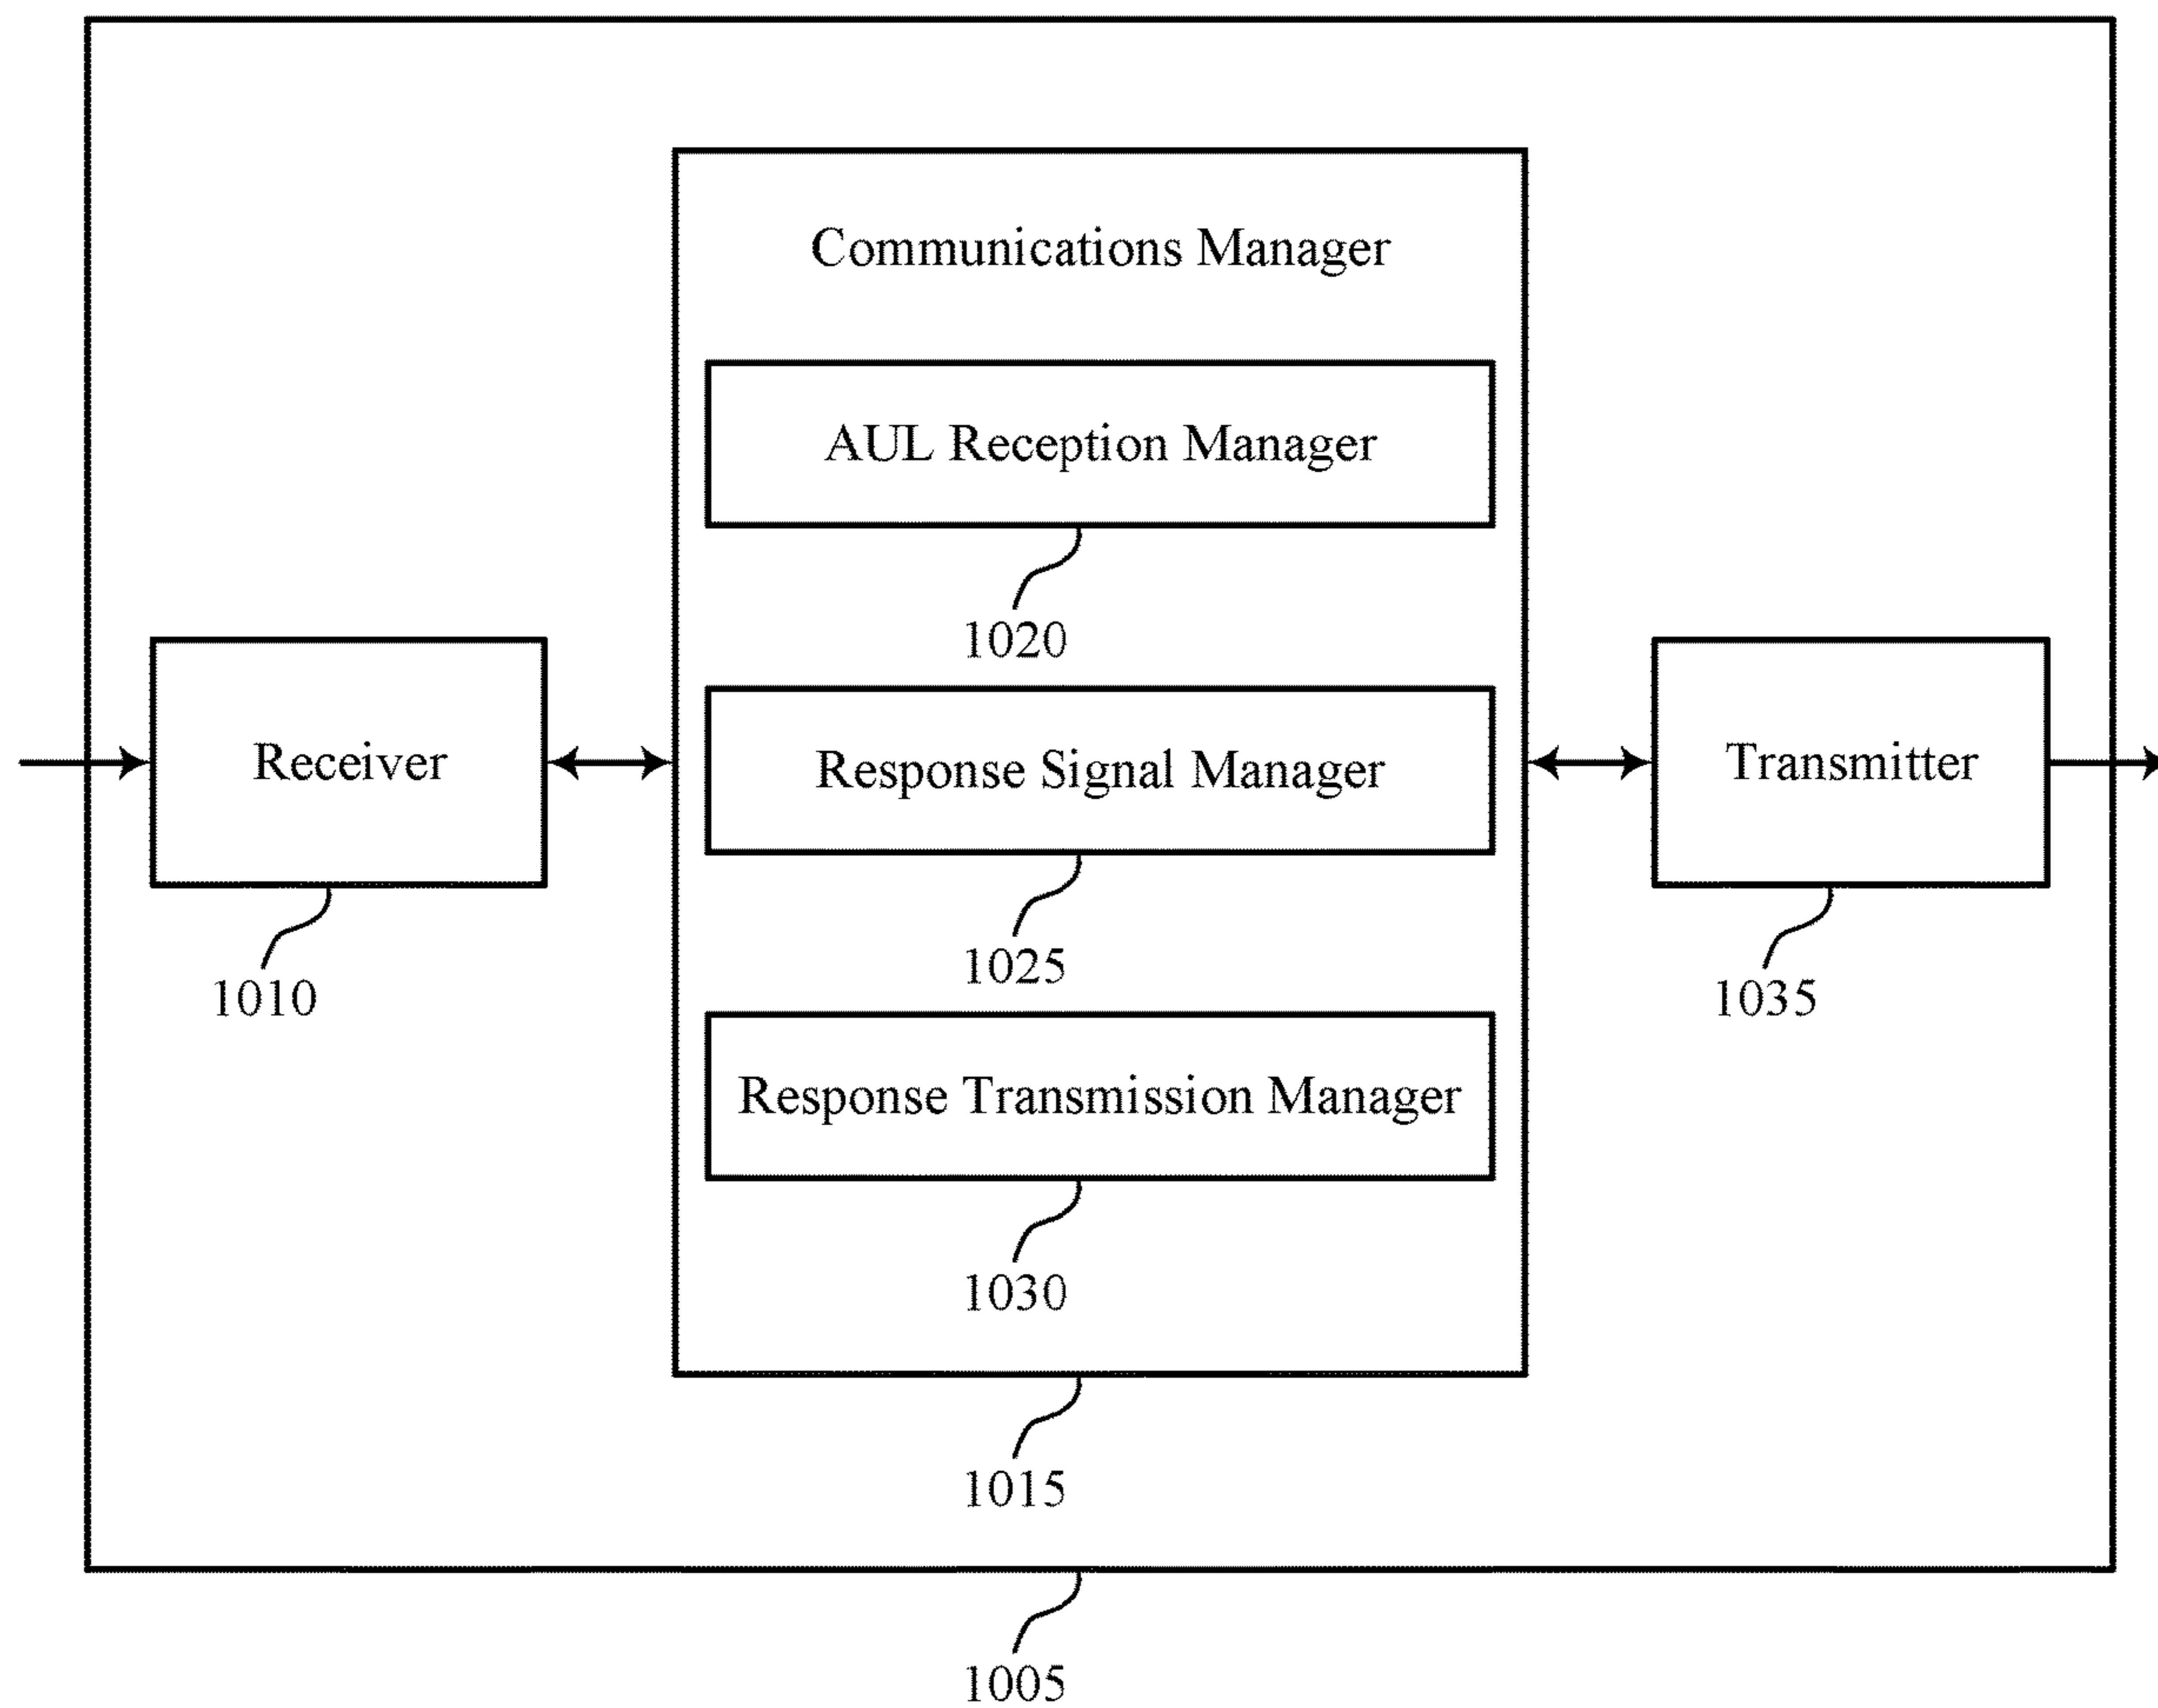 Communications Manager
AUL Reception Manager
1020
Receiver
Response Signal Manager
Transmitter
1025
1010
1035
Response Transmission Manager
1030
1015
1005